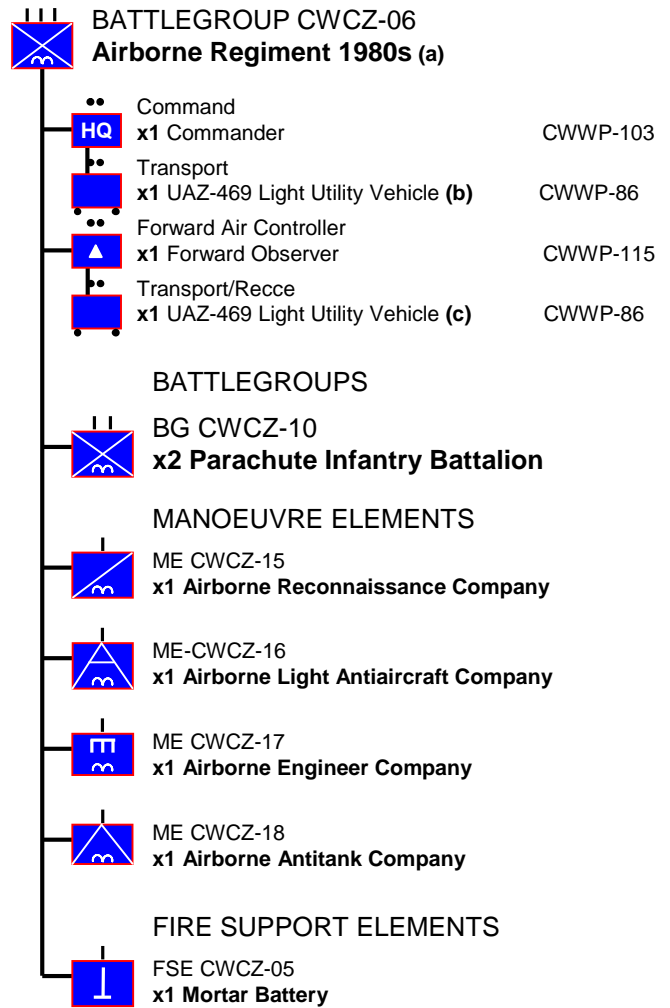 BATTLEGROUP CWCZ-06
Airborne Regiment 1980s (a)
Command
HQ x1 Commander CWWP-103
Transport
x1 UAZ-469 Light Utility Vehicle (b) CWWP-86
Forward Air Controller
x1 Forward Observer CWWP-115
Transport/Recce
x1 UAZ-469 Light Utility Vehicle (c) CWWP-86
BATTLEGROUPS
BG CWCZ-10
x2 Parachute Infantry Battalion
MANOEUVRE ELEMENTS
ME CWCZ-15
x1 Airborne Reconnaissance Company
ME-CWCZ-16
x1 Airborne Light Antiaircraft Company
ME CWCZ-17
x1 Airborne Engineer Company
ME CWCZ-18
x1 Airborne Antitank Company
FIRE SUPPORT ELEMENTS
FSE CWCZ-05
x1 Mortar Battery